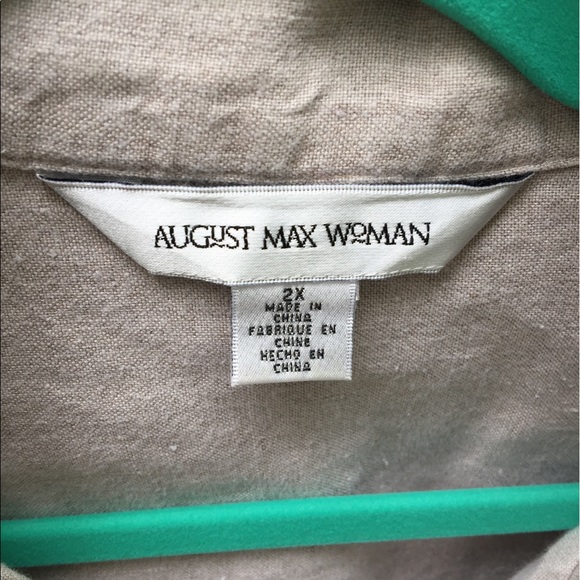 AUGUST MAX WOMAN
2X
MADE IN
CHINA
FABRIQUE EN
CHINE
HECHO EN
CHINA